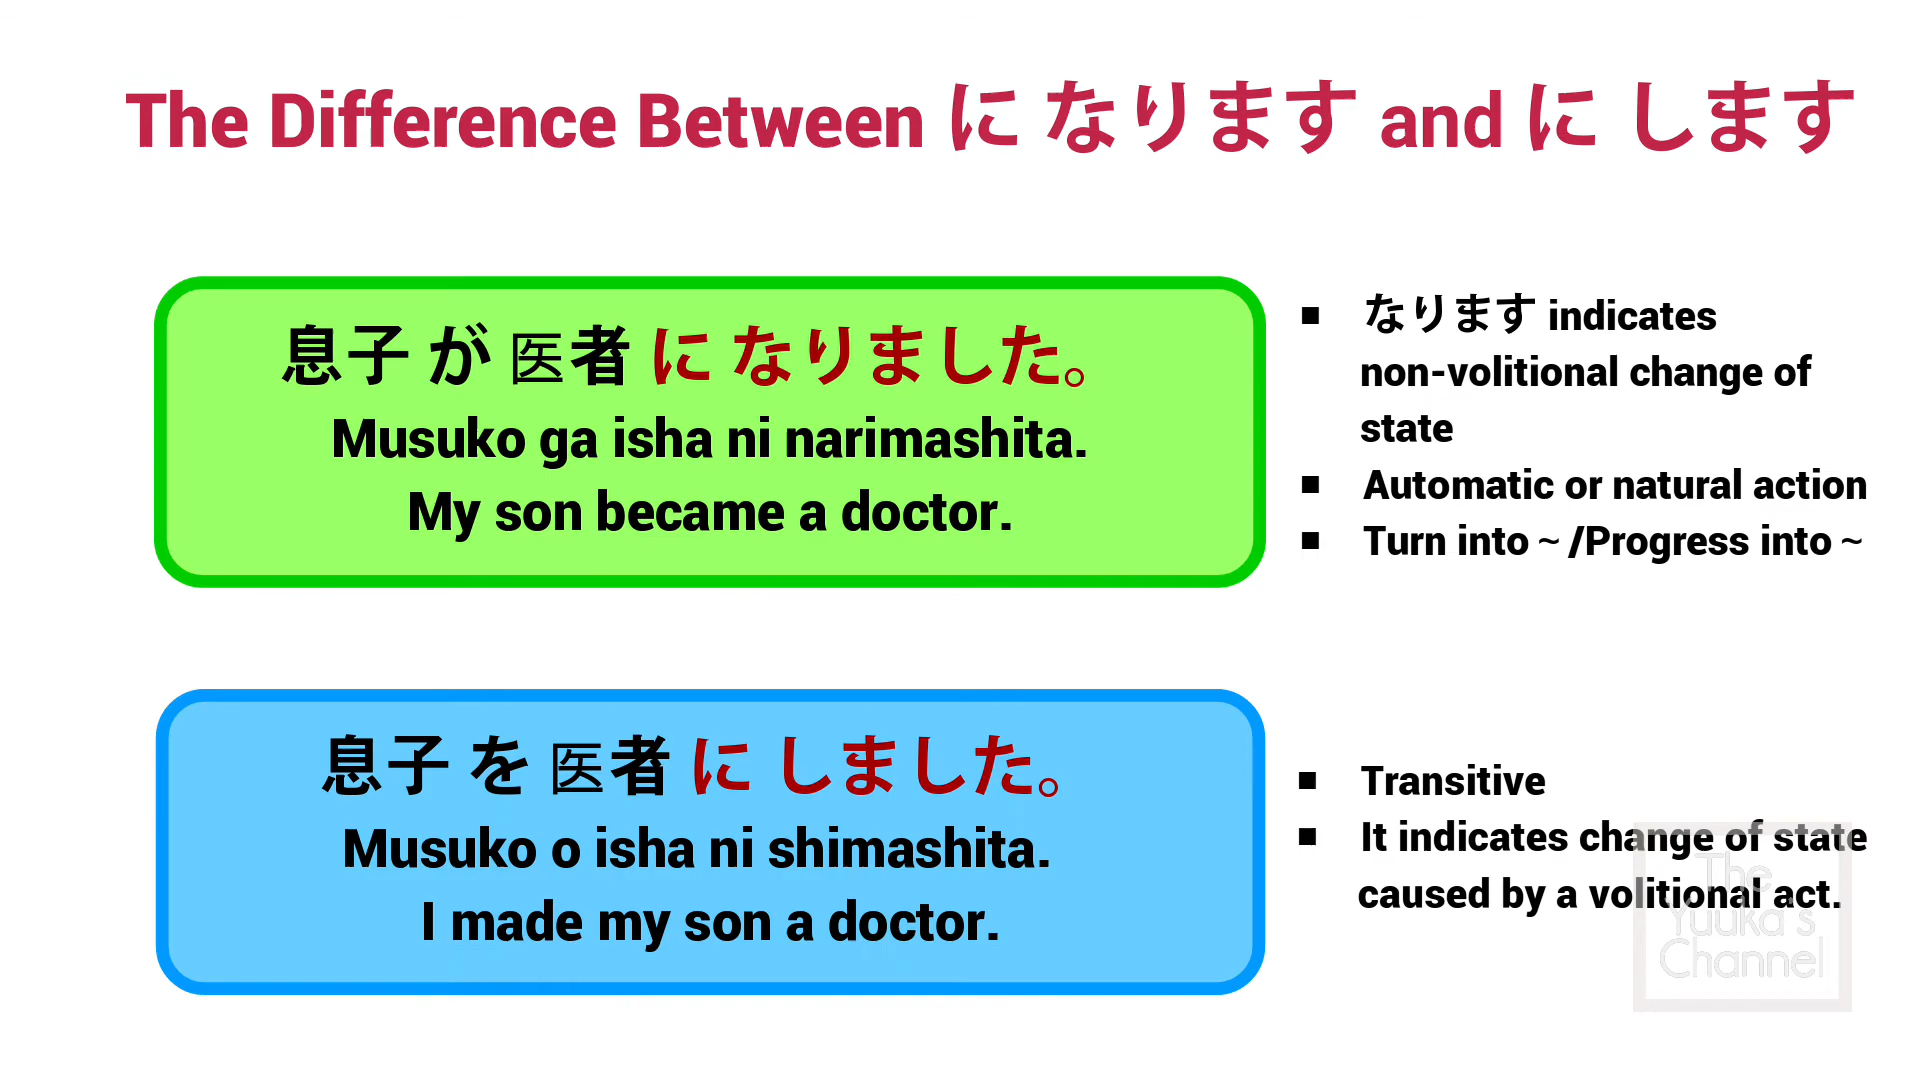 The Difference Between に なります and に します
息子 が 医者 に なりました。
Musuko ga isha ni narimashita.
My son became a doctor.
■ なります indicates
non-volitional change of
state
■ Automatic or natural action
■ Turn into ~ /Progress into ~
息子 を 医者 に しました。
Musuko o isha ni shimashita.
I made my son a doctor.
■ Transitive
■ It indicates change of state
caused by a volitional act.
The
Yuuka's
Channel